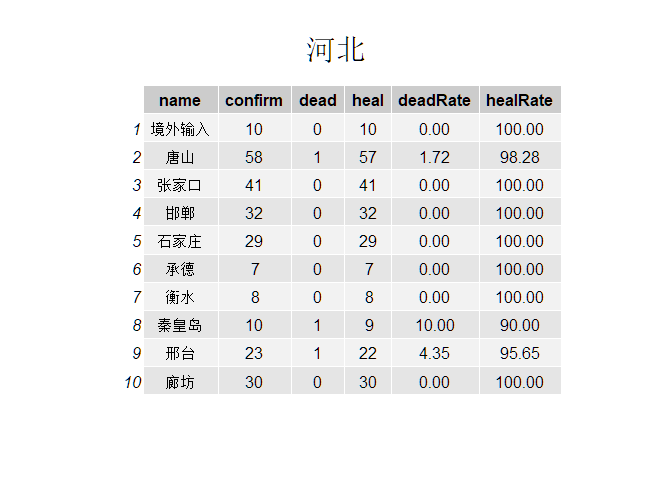 河北
name confirm dead heal deadRate healRate
1 境外输入 10 0 10 0.00 100.00
2 唐山 58 1 57 1.72 98.28
3 张家口 41 0 41 0.00 100.00
4 邯郸 32 0 32 0.00 100.00
5 石家庄 29 0 29 0.00 100.00
6 承德 7 0 7 0.00 100.00
7 衡水 8 0 8 0.00 100.00
8 秦皇岛 10 1 9 10.00 90.00
9 邢台 23 1 22 4.35 95.65
10 廊坊 30 0 30 0.00 100.00